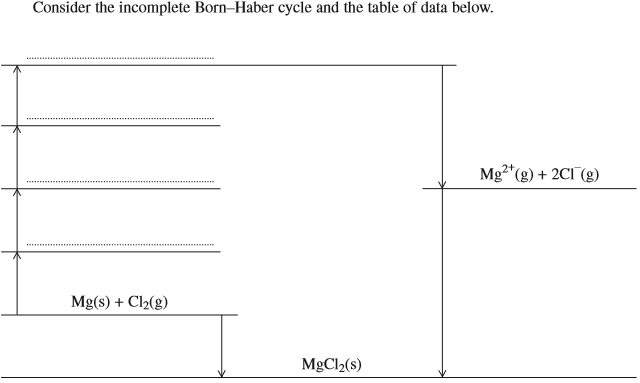 Consider the incomplete Born–Haber cycle and the table of data below.
Mg²⁺(g) + 2Cl⁻(g)
Mg(s) + Cl₂(g)
MgCl₂(s)